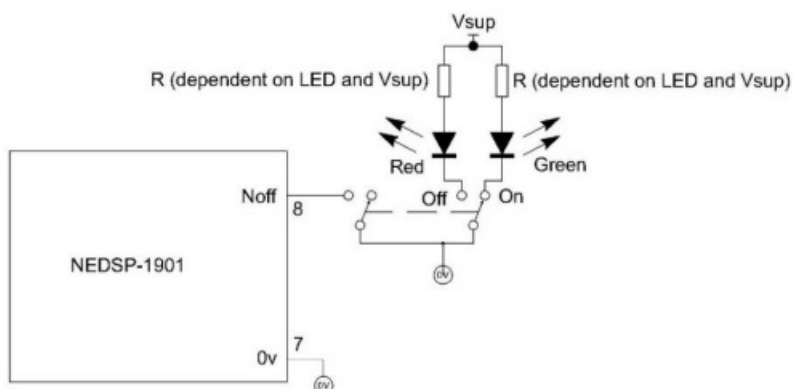 Vsup
R (dependent on LED and Vsup)
R (dependent on LED and Vsup)
Red
Green
Noff
8
Off
On
NEDSP-1901
0V
7
0v
0V